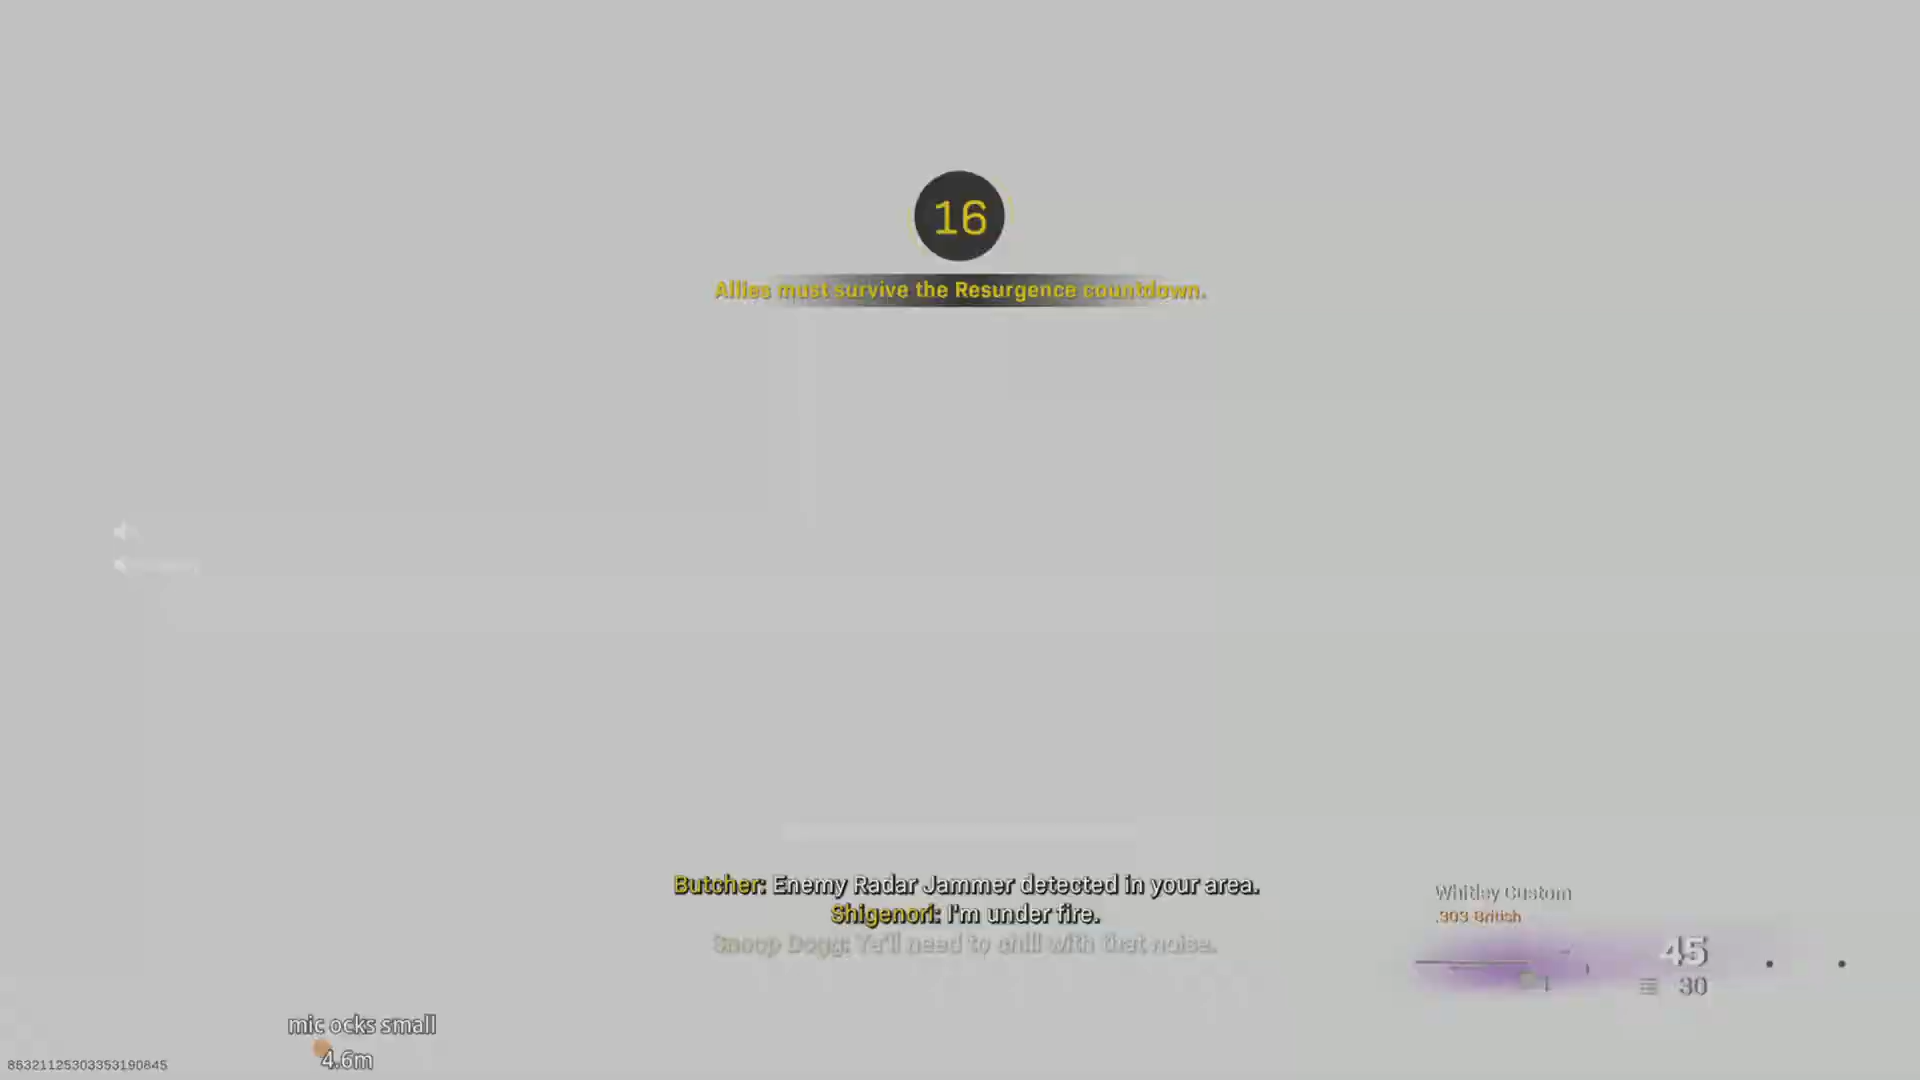 16
Allies must survive the Resurgence countdown.
Butcher: Enemy Radar Jammer detected in your area.
Shigenori: I'm under fire.
Snoop Dogg: Ya'll need to chill with that noise.
Whitley Custom
.303 British
45
30
mic ocks small
4.6m
86321125303353190845